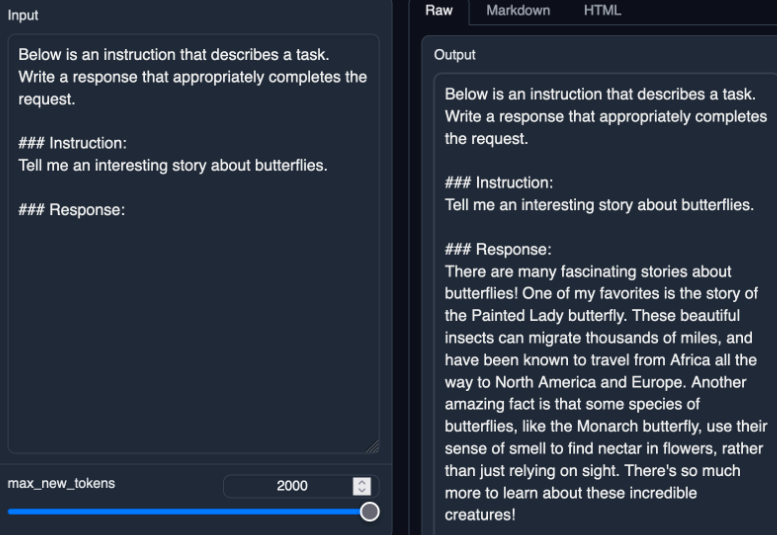 Input
Below is an instruction that describes a task.
Write a response that appropriately completes the
request.
### Instruction:
Tell me an interesting story about butterflies.
### Response:
max_new_tokens
2000
Raw
Markdown
HTML
Output
Below is an instruction that describes a task.
Write a response that appropriately completes
the request.
### Instruction:
Tell me an interesting story about butterflies.
### Response:
There are many fascinating stories about
butterflies! One of my favorites is the story of
the Painted Lady butterfly. These beautiful
insects can migrate thousands of miles, and
have been known to travel from Africa all the
way to North America and Europe. Another
amazing fact is that some species of
butterflies, like the Monarch butterfly, use their
sense of smell to find nectar in flowers, rather
than just relying on sight. There's so much
more to learn about these incredible
creatures!